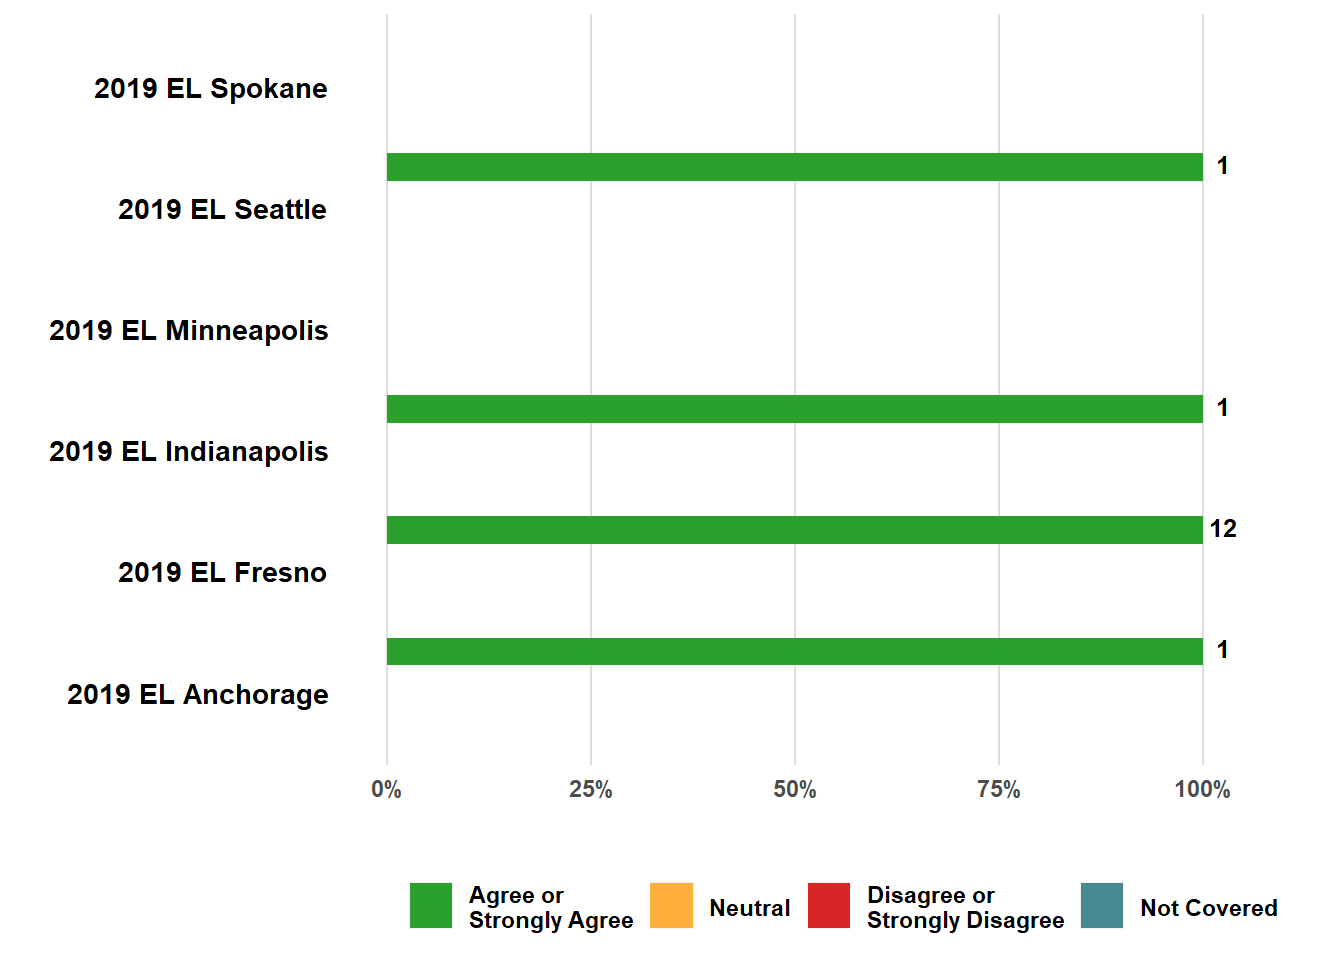 2019 EL Spokane
1
2019 EL Seattle
2019 EL Minneapolis
1
2019 EL Indianapolis
12
2019 EL Fresno
1
2019 EL Anchorage
0% 25% 50% 75% 100%
Agree or
Strongly Agree
Neutral
Disagree or
Strongly Disagree
Not Covered